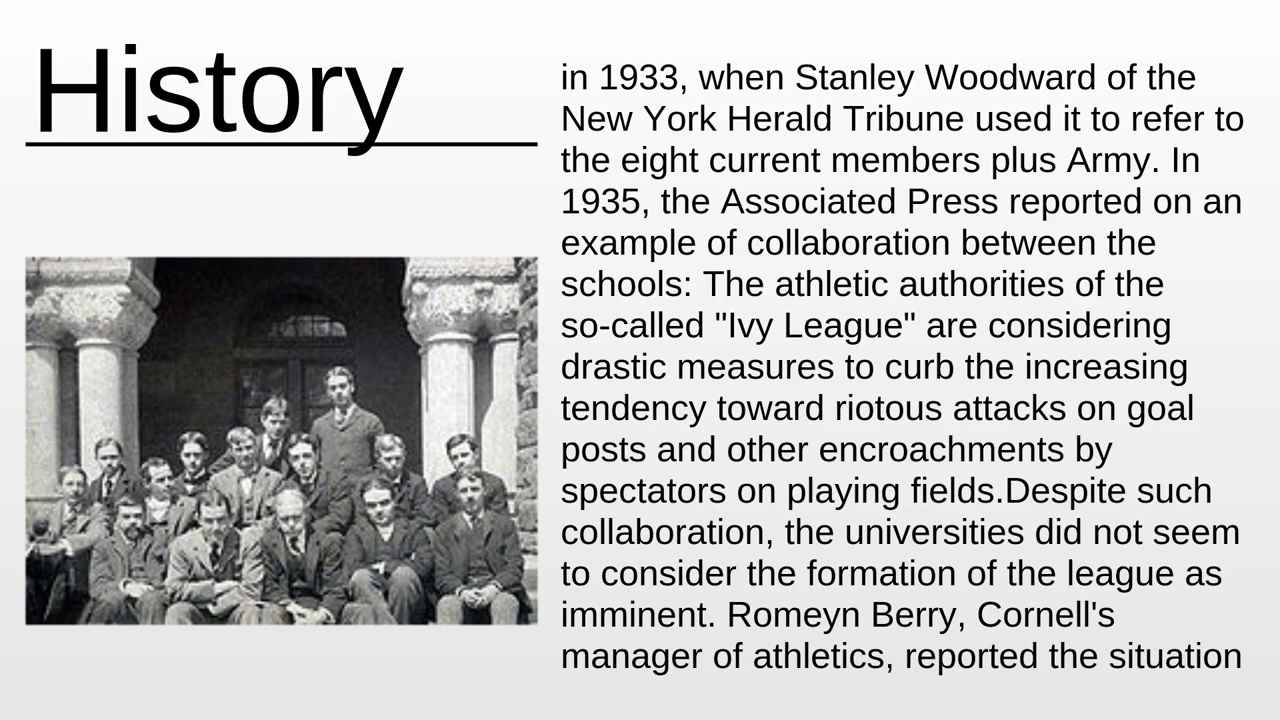 History
in 1933, when Stanley Woodward of the
New York Herald Tribune used it to refer to
the eight current members plus Army. In
1935, the Associated Press reported on an
example of collaboration between the
schools: The athletic authorities of the
so-called "Ivy League" are considering
drastic measures to curb the increasing
tendency toward riotous attacks on goal
posts and other encroachments by
spectators on playing fields.Despite such
collaboration, the universities did not seem
to consider the formation of the league as
imminent. Romeyn Berry, Cornell's
manager of athletics, reported the situation